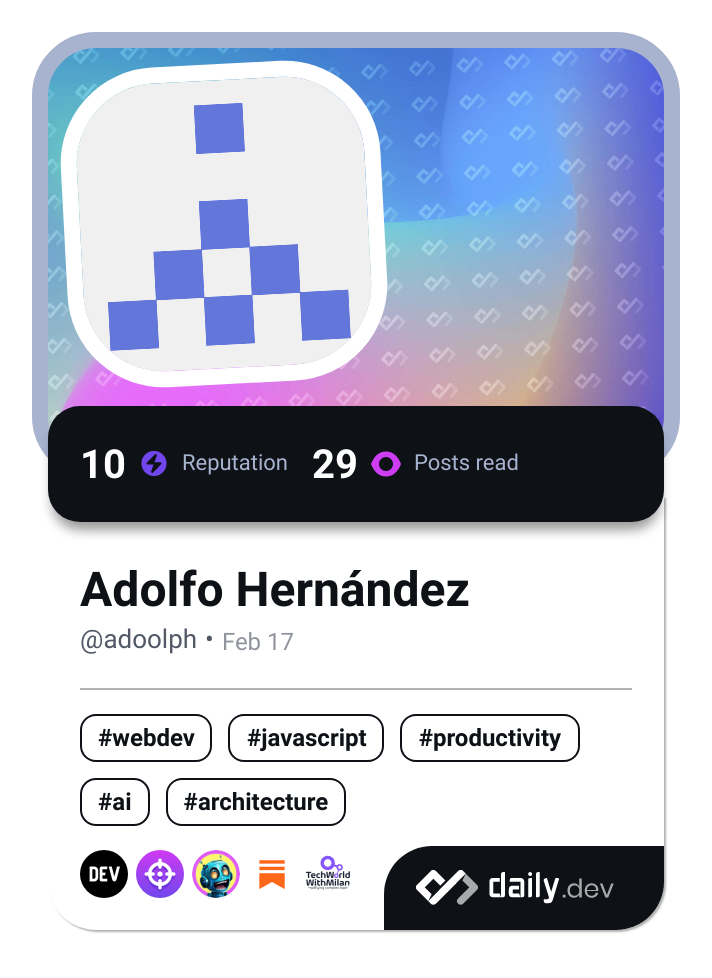 10 Reputation 29 Posts read
Adolfo Hernández
@adoolph • Feb 17
#webdev #javascript #productivity
#ai #architecture
DEV
TechWorld
WithMilan
daily.dev